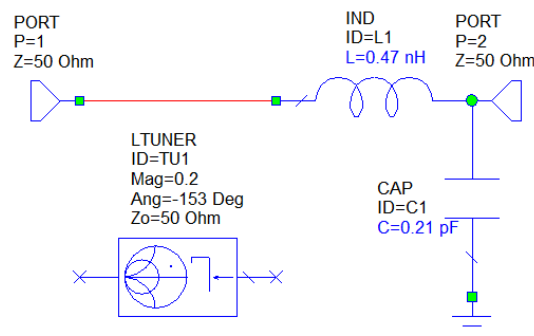 PORT
P=1
Z=50 Ohm
IND
ID=L1
L=0.47 nH
PORT
P=2
Z=50 Ohm
LTUNER
ID=TU1
Mag=0.2
Ang=-153 Deg
Zo=50 Ohm
CAP
ID=C1
C=0.21 pF